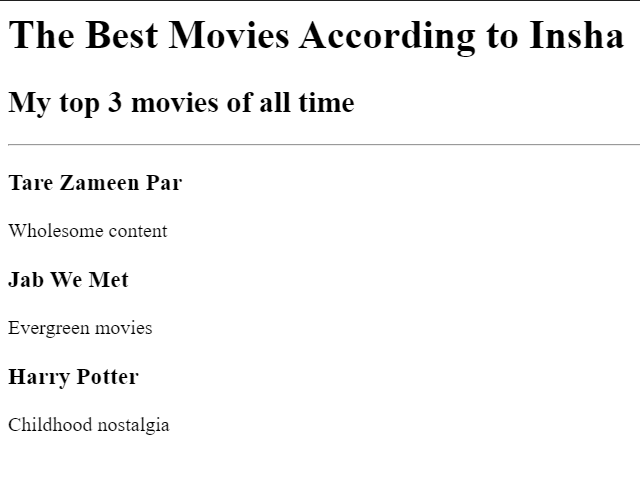 The Best Movies According to Insha
My top 3 movies of all time
Tare Zameen Par
Wholesome content
Jab We Met
Evergreen movies
Harry Potter
Childhood nostalgia